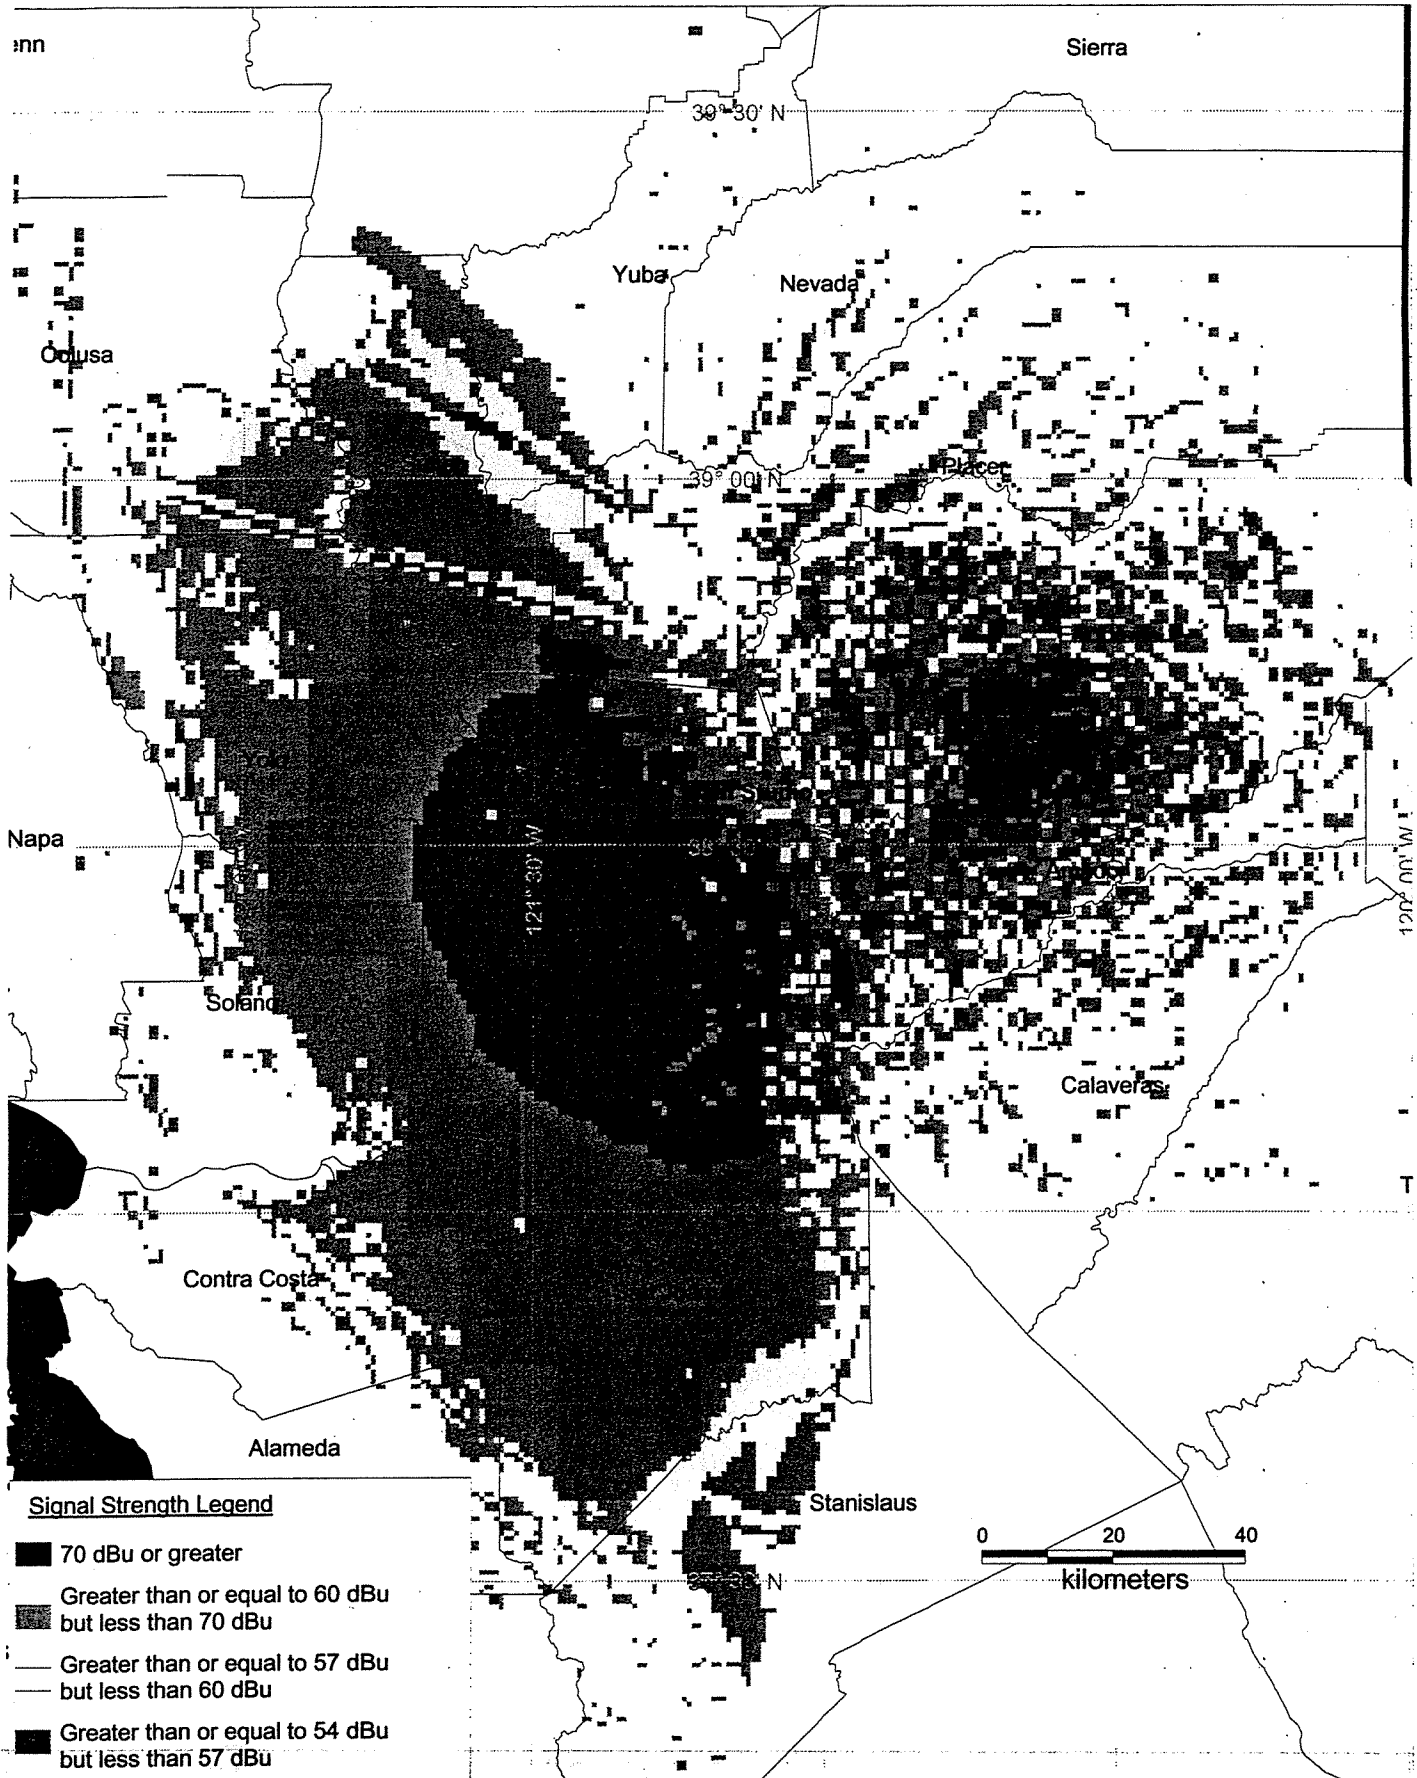 Sierra
39° 30' N
Yuba
Nevada
Colusa
Placer
39° 00' N
Yolo
Napa
121° 30' W
120° 00' W
Amador
Solano
Calaveras
T
Contra Costa
Alameda
Stanislaus
Signal Strength Legend
70 dBu or greater
Greater than or equal to 60 dBu
but less than 70 dBu
Greater than or equal to 57 dBu
but less than 60 dBu
Greater than or equal to 54 dBu
but less than 57 dBu
0 20 40
kilometers